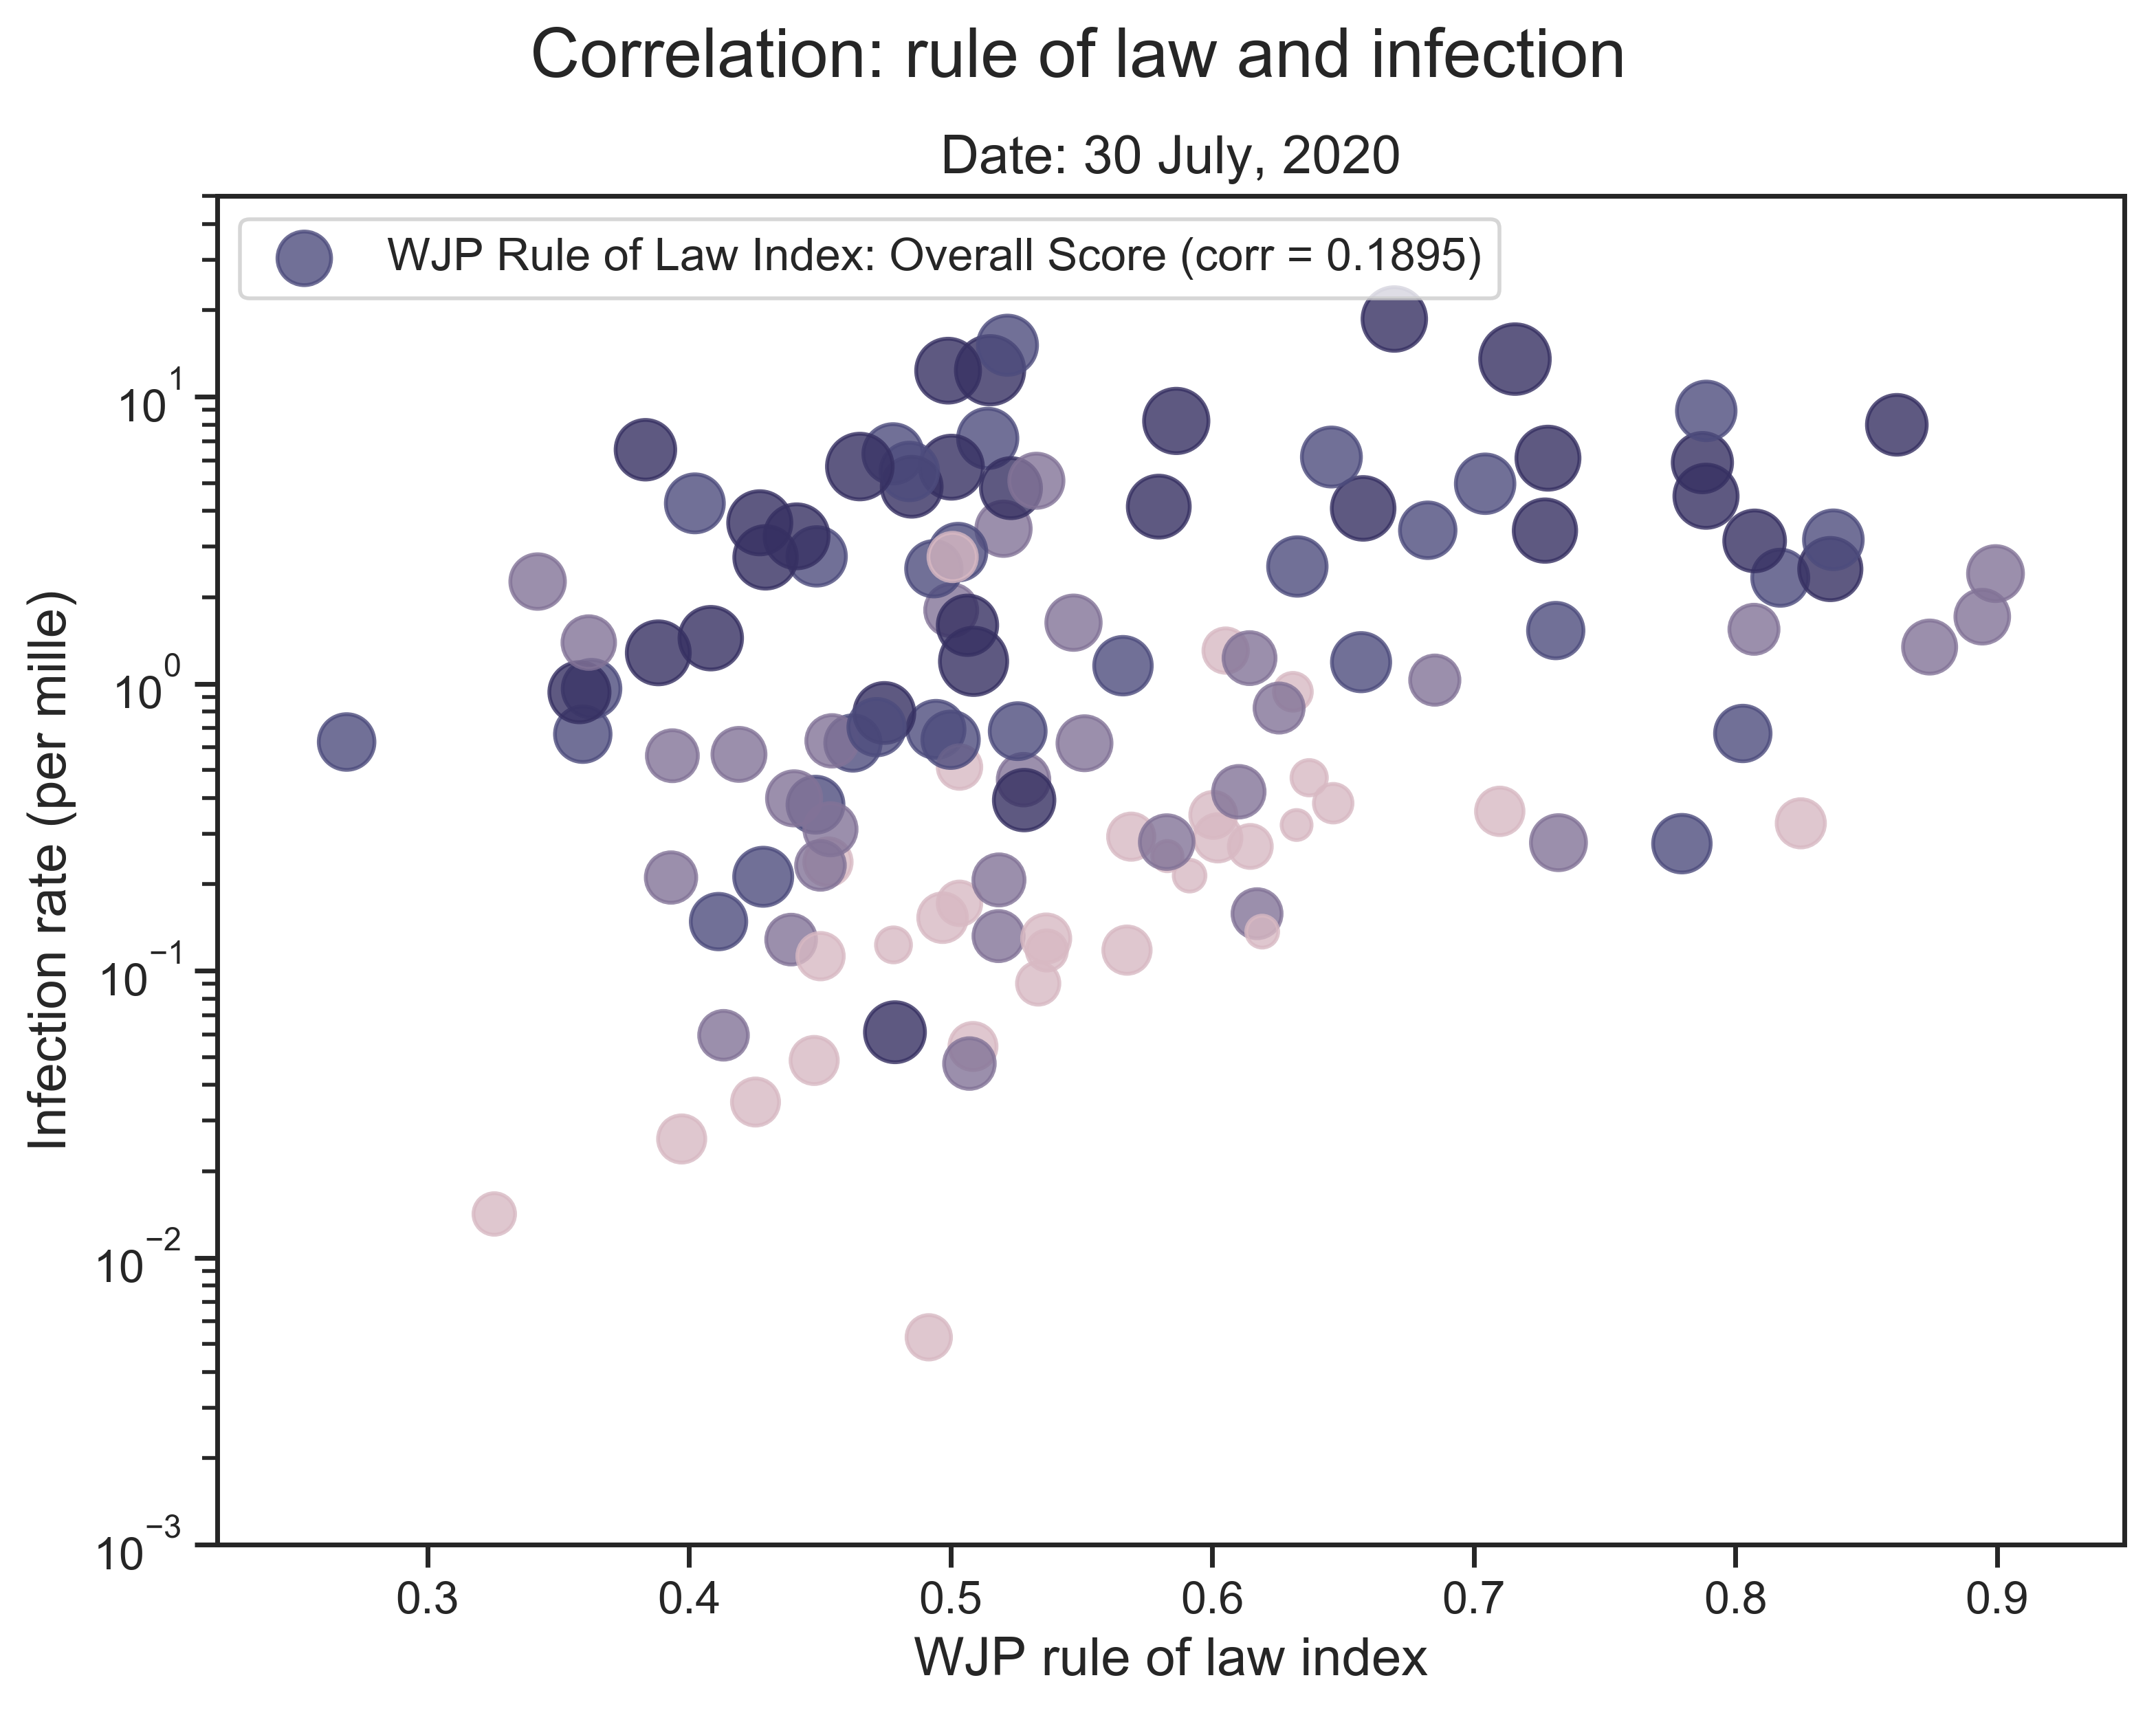 Correlation: rule of law and infection
Date: 30 July, 2020
WJP Rule of Law Index: Overall Score (corr = 0.1895)
Infection rate (per mille)
10^1
10^0
10^−1
10^−2
10^−3
0.3 0.4 0.5 0.6 0.7 0.8 0.9
WJP rule of law index